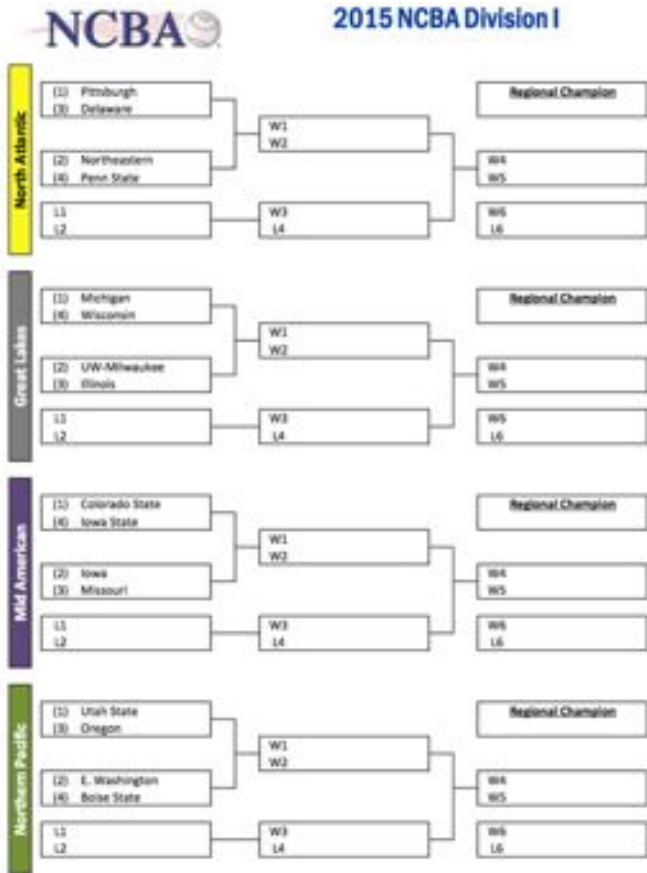 NCBA
2015 NCBA Division I
North Atlantic
(1) Pittsburgh
(3) Delaware
(2) Northeastern
(4) Penn State
L1
L2
W1
W2
W3
L4
Regional Champion
W4
W5
W6
L6
Great Lakes
(1) Michigan
(4) Wisconsin
(2) UW-Milwaukee
(3) Illinois
L1
L2
W1
W2
W3
L4
Regional Champion
W4
W5
W6
L6
Mid American
(1) Colorado State
(4) Iowa State
(2) Iowa
(3) Missouri
L1
L2
W1
W2
W3
L4
Regional Champion
W4
W5
W6
L6
Northern Pacific
(1) Utah State
(3) Oregon
(2) E. Washington
(4) Boise State
L1
L2
W1
W2
W3
L4
Regional Champion
W4
W5
W6
L6